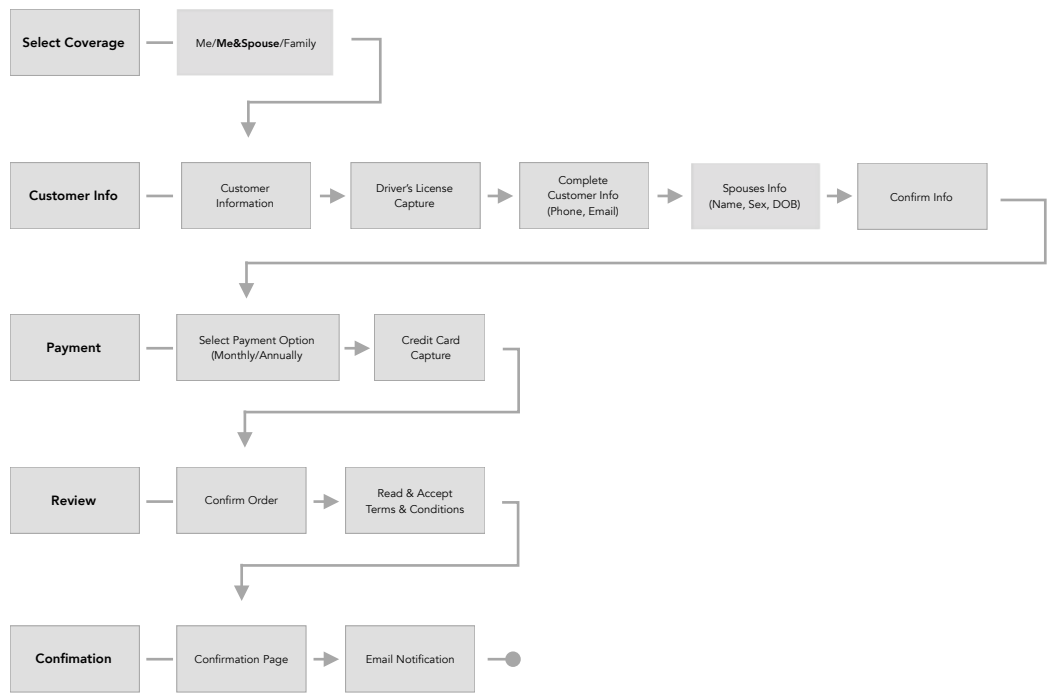 Select Coverage
Me/Me&Spouse/Family
Customer Info
Customer
Information
Driver's License
Capture
Complete
Customer Info
(Phone, Email)
Spouses Info
(Name, Sex, DOB)
Confirm Info
Payment
Select Payment Option
(Monthly/Annually
Credit Card
Capture
Review
Confirm Order
Read & Accept
Terms & Conditions
Confimation
Confirmation Page
Email Notification